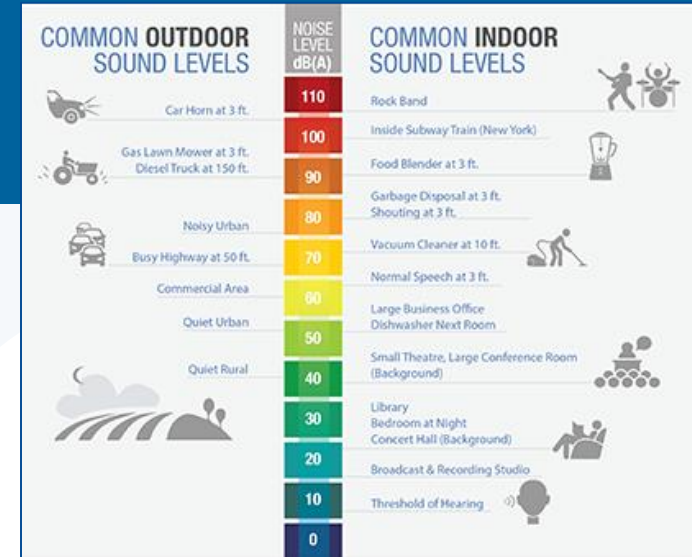 COMMON OUTDOOR
SOUND LEVELS
NOISE
LEVEL
dB(A)
COMMON INDOOR
SOUND LEVELS
110
100
90
80
70
60
50
40
30
20
10
0
Car Horn at 3 ft.
Gas Lawn Mower at 3 ft.
Diesel Truck at 150 ft.
Noisy Urban
Busy Highway at 50 ft.
Commercial Area
Quiet Urban
Quiet Rural
Rock Band
Inside Subway Train (New York)
Food Blender at 3 ft.
Garbage Disposal at 3 ft.
Shouting at 3 ft.
Vacuum Cleaner at 10 ft.
Normal Speech at 3 ft.
Large Business Office
Dishwasher Next Room
Small Theatre, Large Conference Room
(Background)
Library
Bedroom at Night
Concert Hall (Background)
Broadcast & Recording Studio
Threshold of Hearing